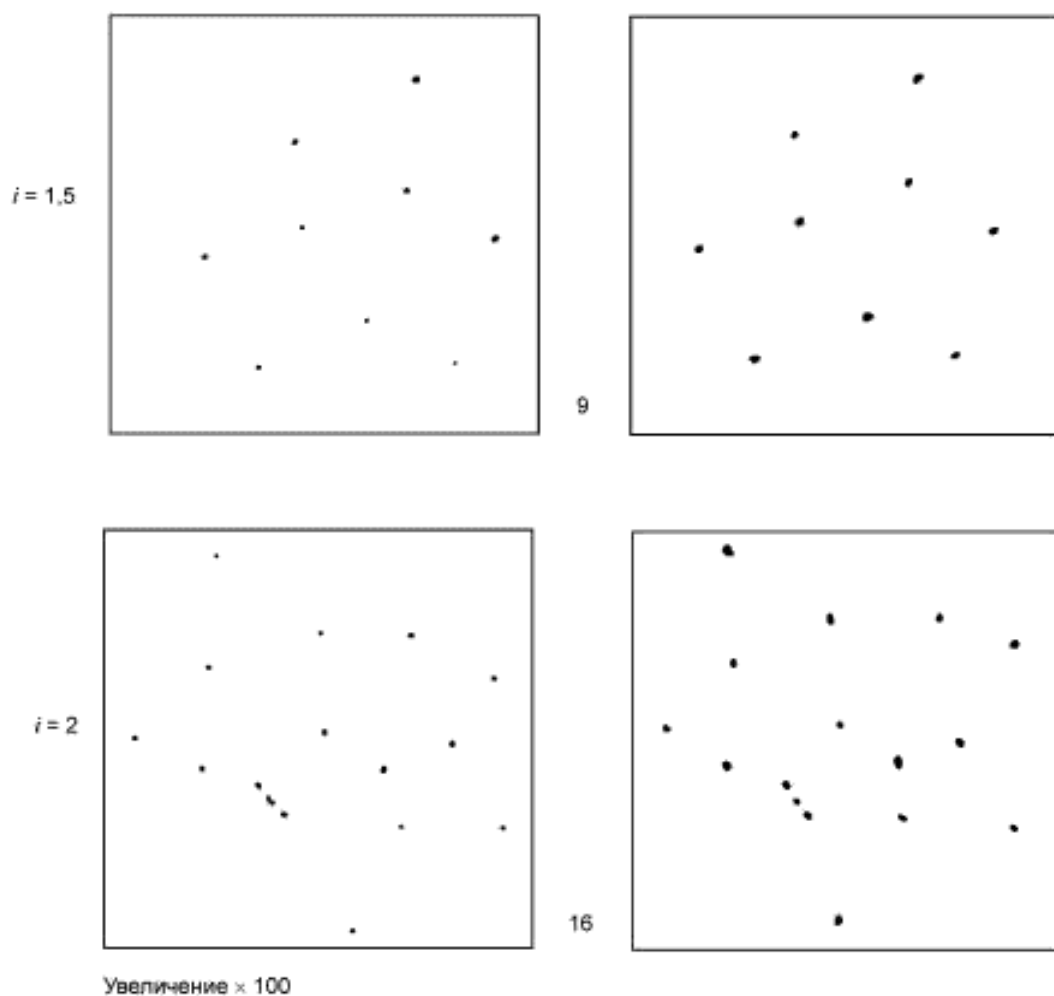 i = 1,5
9
i = 2
16
Увеличение × 100